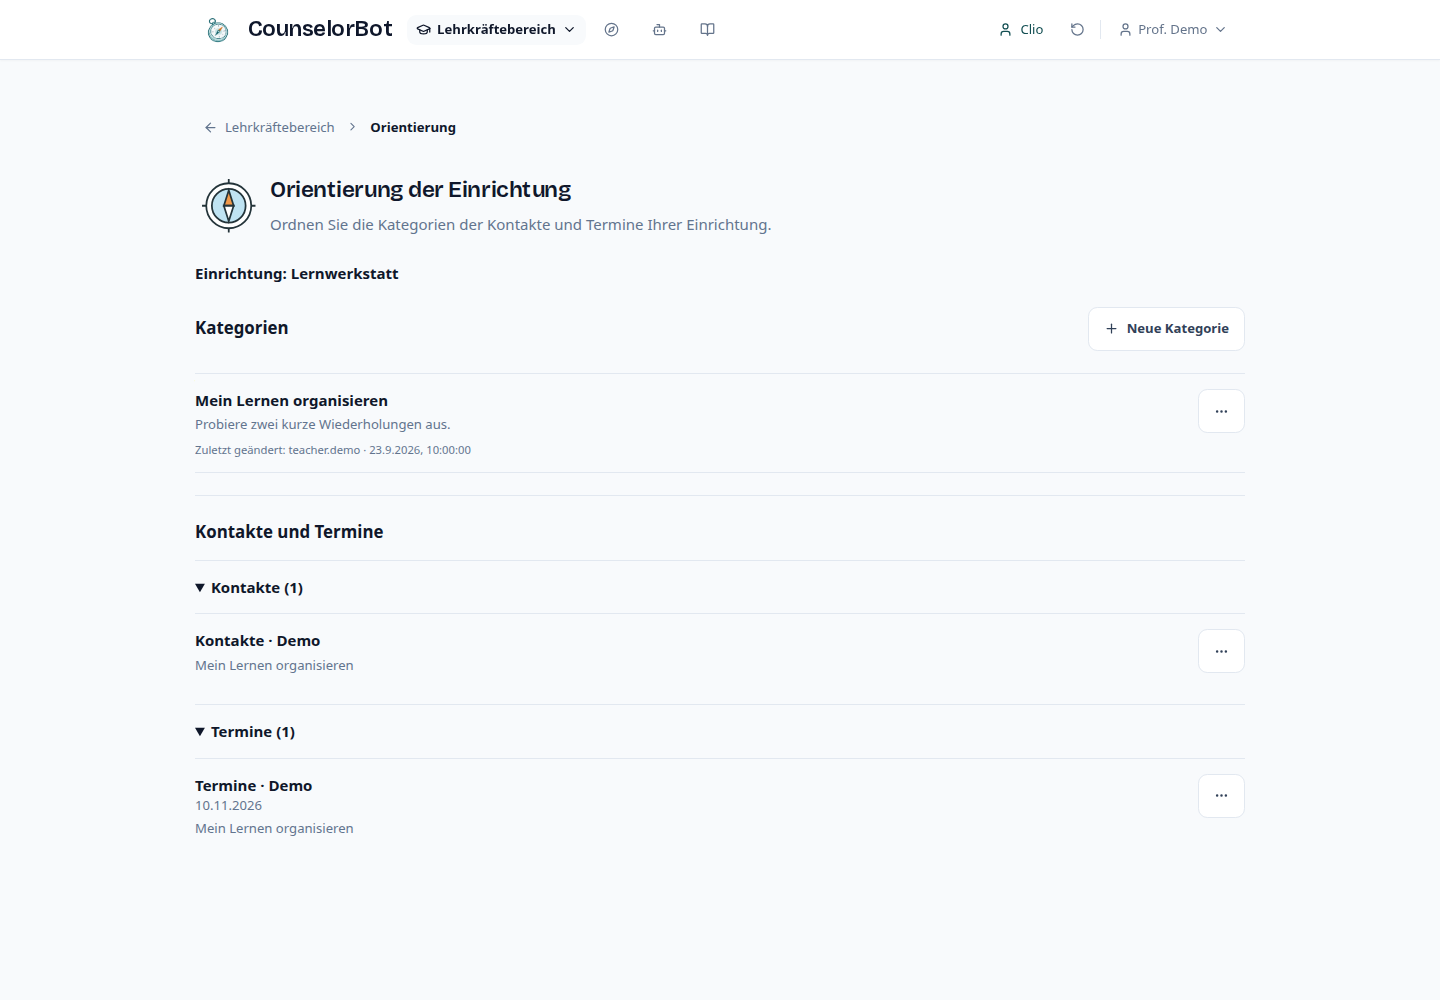 CounselorBot
Lehrkräftebereich
Clio
Prof. Demo
Lehrkräftebereich
Orientierung
Orientierung der Einrichtung
Ordnen Sie die Kategorien der Kontakte und Termine Ihrer Einrichtung.
Einrichtung: Lernwerkstatt
Kategorien
Neue Kategorie
Mein Lernen organisieren
Probiere zwei kurze Wiederholungen aus.
Zuletzt geändert: teacher.demo · 23.9.2026, 10:00:00
Kontakte und Termine
Kontakte (1)
Kontakte · Demo
Mein Lernen organisieren
Termine (1)
Termine · Demo
10.11.2026
Mein Lernen organisieren